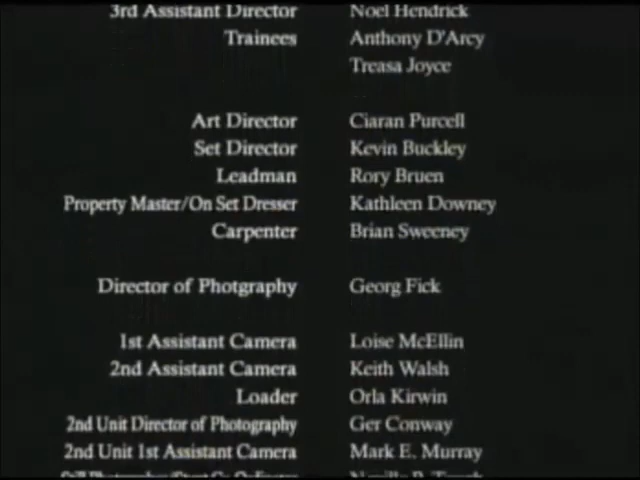 3rd Assistant Director Noel Hendrick
Trainees Anthony D'Arcy
Treasa Joyce
Art Director Ciaran Purcell
Set Director Kevin Buckley
Leadman Rory Bruen
Property Master/On Set Dresser Kathleen Downey
Carpenter Brian Sweeney
Director of Photgraphy Georg Fick
1st Assistant Camera Loise McEllin
2nd Assistant Camera Keith Walsh
Loader Orla Kirwin
2nd Unit Director of Photography Ger Conway
2nd Unit 1st Assistant Camera Mark E. Murray